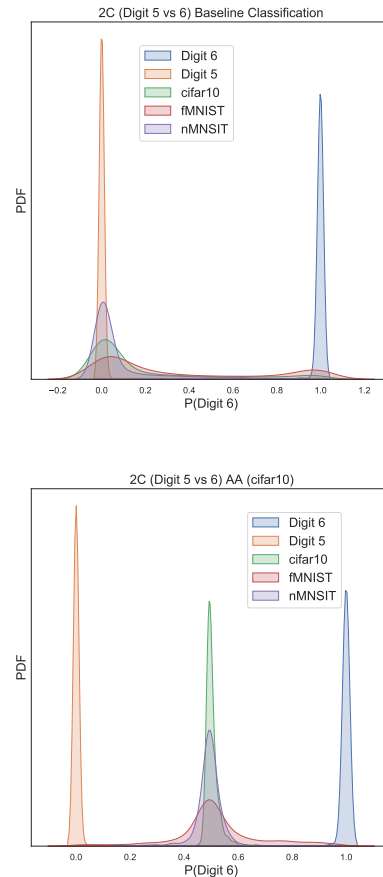 2C (Digit 5 vs 6) Baseline Classification
Digit 6
Digit 5
cifar10
fMNIST
nMNSIT
PDF
−0.2 0.0 0.2 0.4 0.6 0.8 1.0 1.2
P(Digit 6)
2C (Digit 5 vs 6) AA (cifar10)
Digit 6
Digit 5
cifar10
fMNIST
nMNSIT
PDF
0.0 0.2 0.4 0.6 0.8 1.0
P(Digit 6)